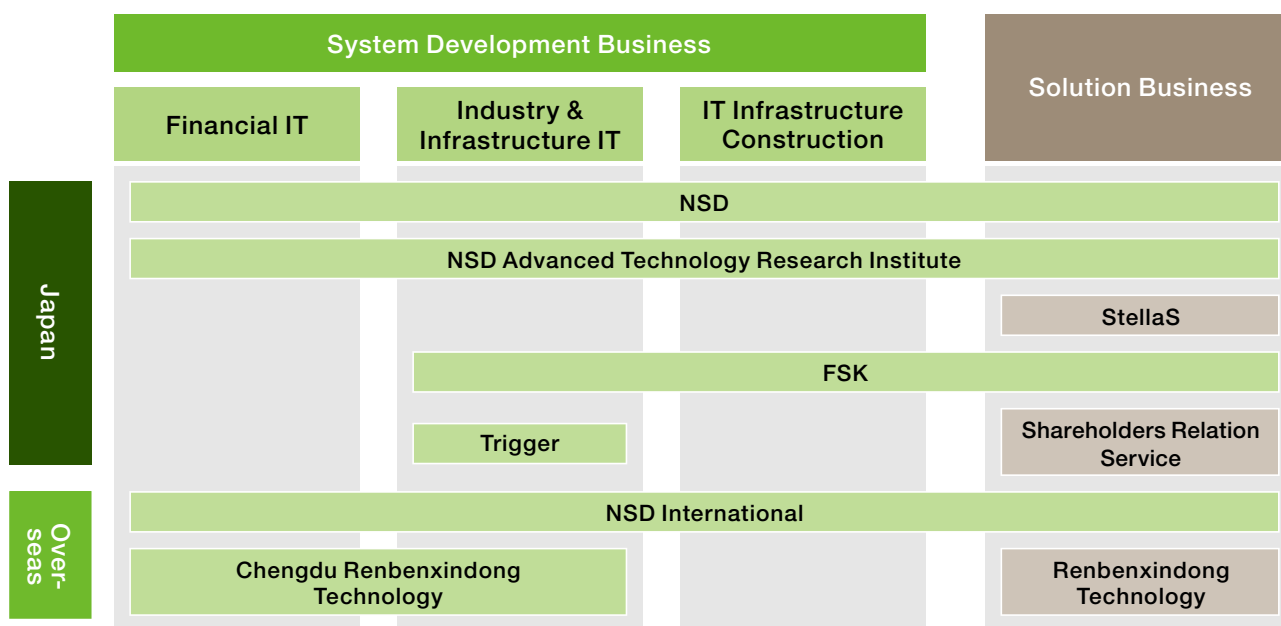 System Development Business
Solution Business
Financial IT
Industry &
Infrastructure IT
IT Infrastructure
Construction
Japan
NSD
NSD Advanced Technology Research Institute
StellaS
FSK
Trigger
Shareholders Relation
Service
Over-
seas
NSD International
Chengdu Renbenxindong
Technology
Renbenxindong
Technology